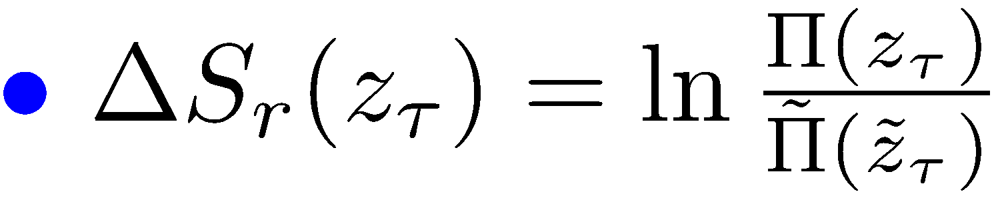 • ΔS_r(z_τ) = ln Π(z_τ) / Π̃(z̃̃_τ)